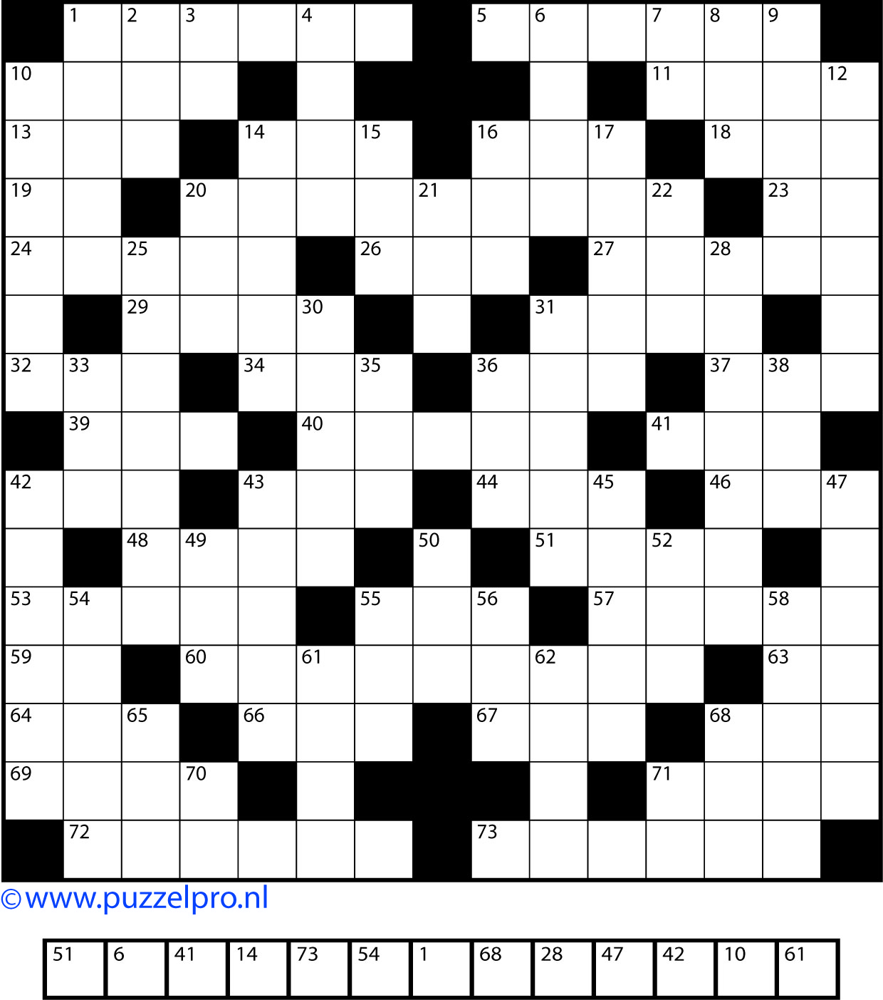 1 2 3 4 5 6 7 8 9
10 11 12
13 14 15 16 17 18
19 20 21 22 23
24 25 26 27 28
29 30 31
32 33 34 35 36 37 38
39 40 41
42 43 44 45 46 47
48 49 50 51 52
53 54 55 56 57 58
59 60 61 62 63
64 65 66 67 68
69 70 71
72 73
©www.puzzelpro.nl
51 6 41 14 73 54 1 68 28 47 42 10 61